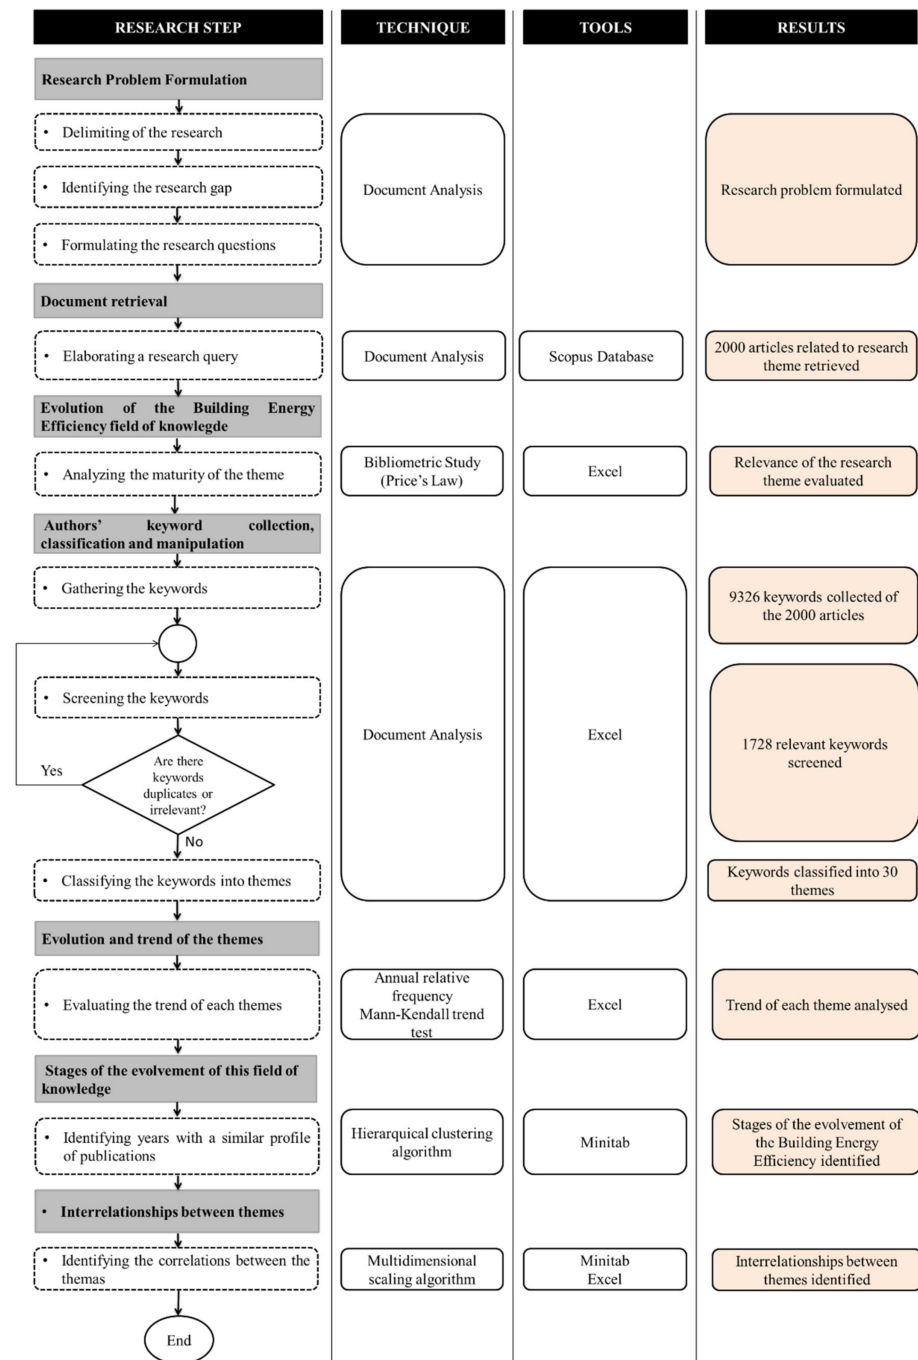 RESEARCH STEP
TECHNIQUE
TOOLS
RESULTS
Research Problem Formulation
• Delimiting of the research
• Identifying the research gap
• Formulating the research questions
Document Analysis
Research problem formulated
Document retrieval
• Elaborating a research query
Document Analysis
Scopus Database
2000 articles related to research
theme retrieved
Evolution of the Building Energy
Efficiency field of knowlegde
• Analyzing the maturity of the theme
Bibliometric Study
(Price's Law)
Excel
Relevance of the research
theme evaluated
Authors' keyword collection,
classification and manipulation
• Gathering the keywords
• Screening the keywords
Yes
Are there
keywords
duplicates or
irrelevant?
No
• Classifying the keywords into themes
Document Analysis
Excel
9326 keywords collected of
the 2000 articles
1728 relevant keywords
screened
Keywords classified into 30
themes
Evolution and trend of the themes
• Evaluating the trend of each themes
Annual relative
frequency
Mann-Kendall trend
test
Excel
Trend of each theme analysed
Stages of the evolvement of this field of
knowledge
• Identifying years with a similar profile
of publications
Hierarquical clustering
algorithm
Minitab
Stages of the evolvement of
the Building Energy
Efficiency identified
• Interrelationships between themes
• Identifying the correlations between the
themas
Multidimensional
scaling algorithm
Minitab
Excel
Interrelationships between
themes identified
End